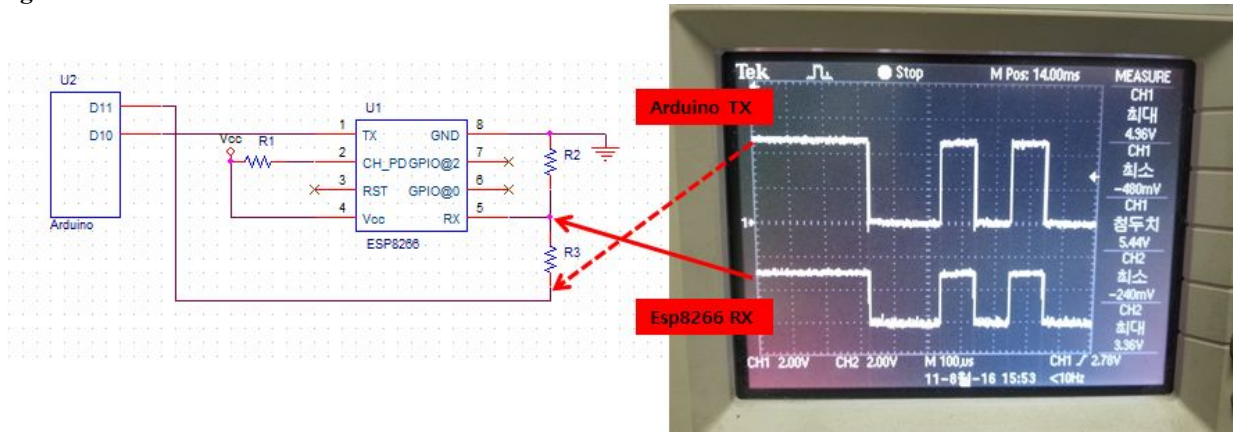 U2
D11
D10
Arduino
Vcc
R1
U1
1
TX
GND
8
2
CH_PD
GPIO@2
7
3
RST
GPIO@0
6
4
Vcc
RX
5
ESP8266
R2
R3
Arduino TX
Esp8266 RX
Tek
Stop
M Pos: 14.00ms
MEASURE
CH1
최대
4.96V
CH1
최소
-480mV
CH1
첨두치
5.44V
CH2
최소
-240mV
CH2
최대
3.36V
1
CH1 2.00V
CH2 2.00V
M 100µs
CH1
2.78V
11-8월-16 15:53
<10Hz